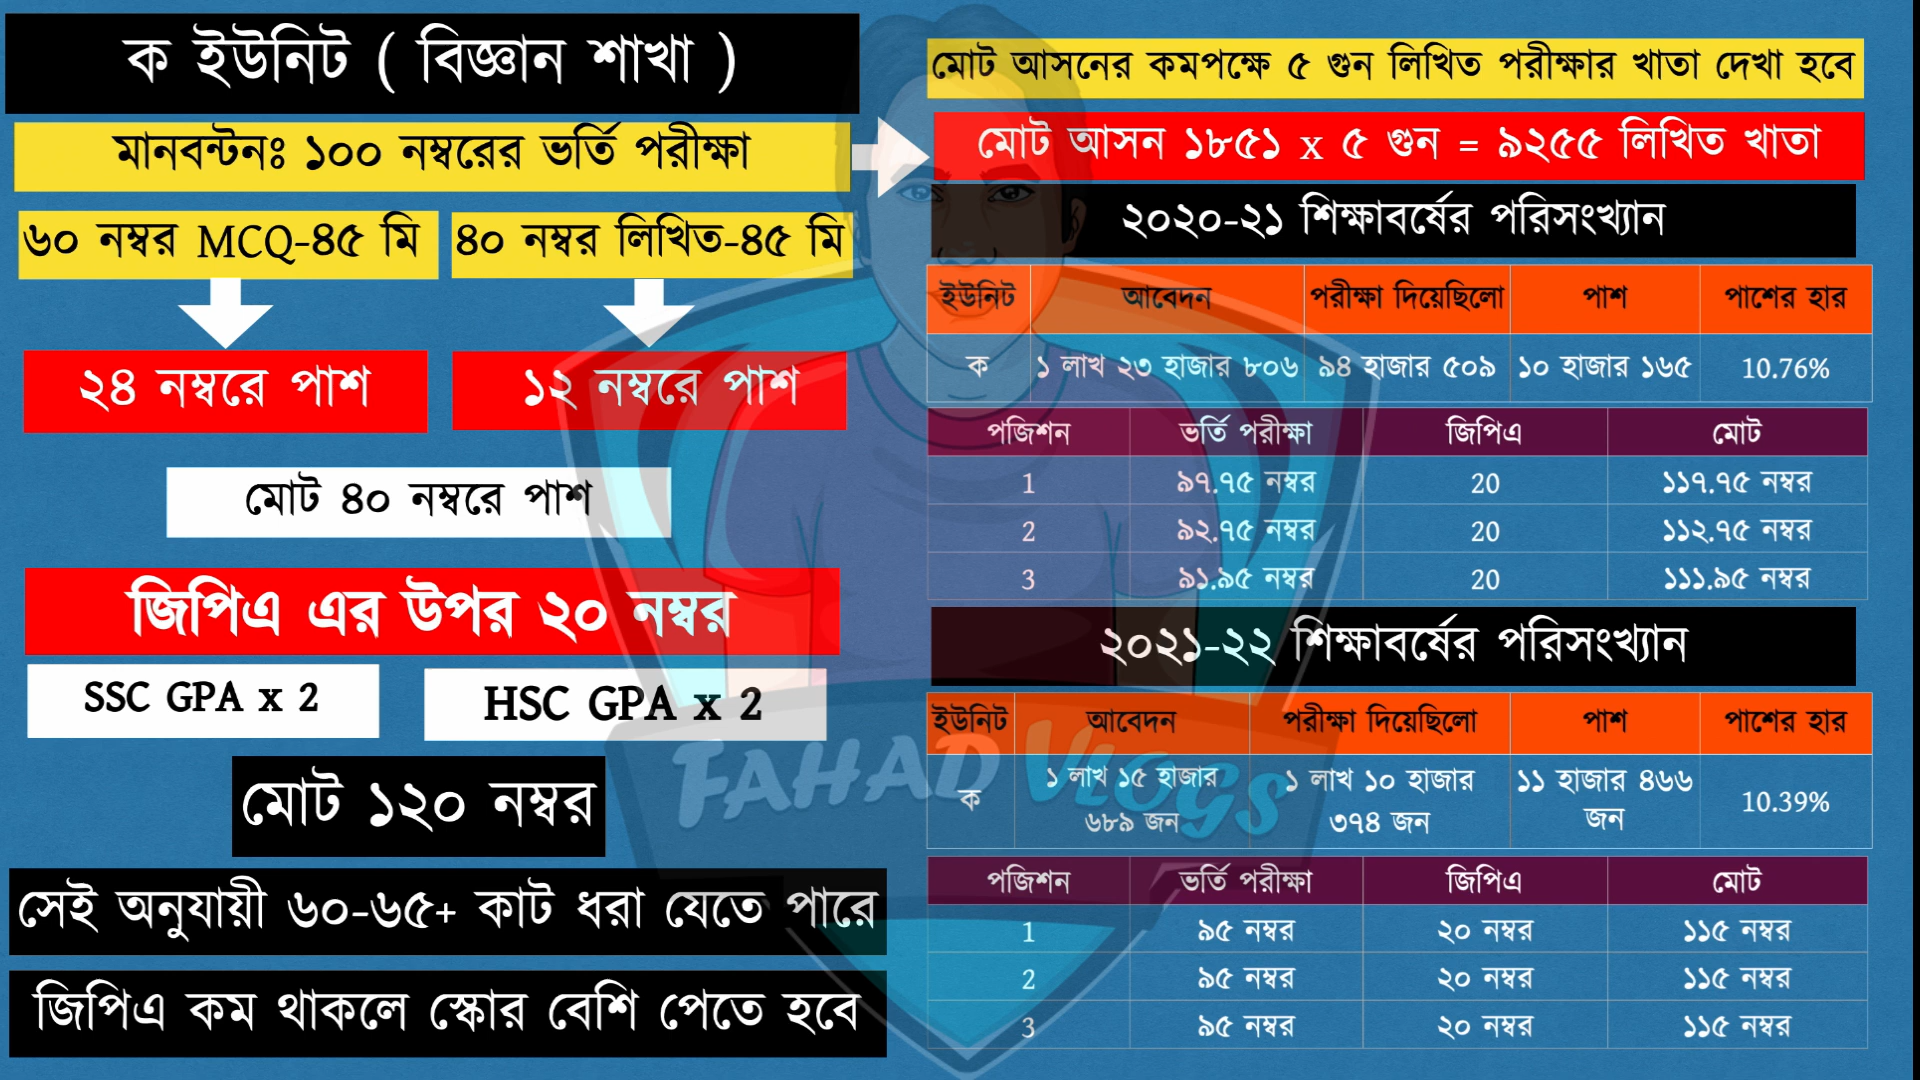 ক ইউনিট ( বিজ্ঞান শাখা )
মানবন্টনঃ ১০০ নম্বরের ভর্তি পরীক্ষা
৬০ নম্বর MCQ-৪৫ মি
৪০ নম্বর লিখিত-৪৫ মি
২৪ নম্বরে পাশ
১২ নম্বরে পাশ
মোট ৪০ নম্বরে পাশ
জিপিএ এর উপর ২০ নম্বর
SSC GPA x 2
HSC GPA x 2
মোট ১২০ নম্বর
সেই অনুযায়ী ৬০-৬৫+ কাট ধরা যেতে পারে
জিপিএ কম থাকলে স্কোর বেশি পেতে হবে
মোট আসনের কমপক্ষে ৫ গুন লিখিত পরীক্ষার খাতা দেখা হবে
মোট আসন ১৮৫১ x ৫ গুন = ৯২৫৫ লিখিত খাতা
২০২০-২১ শিক্ষাবর্ষের পরিসংখ্যান
ইউনিট আবেদন পরীক্ষা দিয়েছিলো পাশ পাশের হার
ক ১ লাখ ২৩ হাজার ৮০৬ ৯৪ হাজার ৫০৯ ১০ হাজার ১৬৫ 10.76%
পজিশন ভর্তি পরীক্ষা জিপিএ মোট
1 ৯৭.৭৫ নম্বর 20 ১১৭.৭৫ নম্বর
2 ৯২.৭৫ নম্বর 20 ১১২.৭৫ নম্বর
3 ৯১.৯৫ নম্বর 20 ১১১.৯৫ নম্বর
২০২১-২২ শিক্ষাবর্ষের পরিসংখ্যান
ইউনিট আবেদন পরীক্ষা দিয়েছিলো পাশ পাশের হার
ক ১ লাখ ১৫ হাজার ৬৮৯ জন ১ লাখ ১০ হাজার ৩৭৪ জন ১১ হাজার ৪৬৬ জন 10.39%
পজিশন ভর্তি পরীক্ষা জিপিএ মোট
1 ৯৫ নম্বর ২০ নম্বর ১১৫ নম্বর
2 ৯৫ নম্বর ২০ নম্বর ১১৫ নম্বর
3 ৯৫ নম্বর ২০ নম্বর ১১৫ নম্বর
FAHAD VLOGS